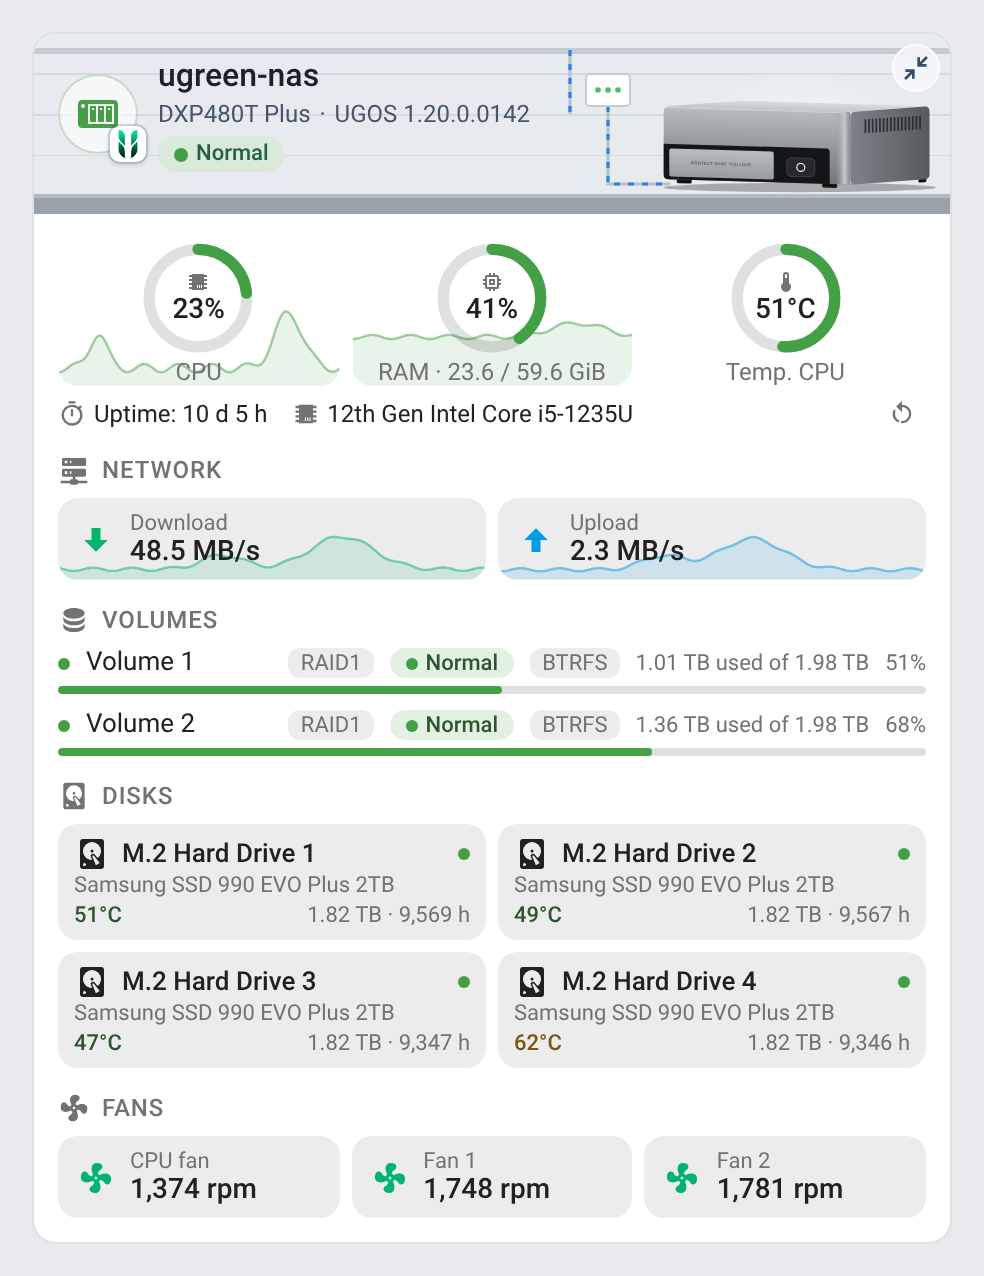 ugreen-nas
DXP480T Plus · UGOS 1.20.0.0142
Normal
PROTECT WHAT YOU LOVE
23%
41%
51°C
CPU
RAM · 23.6 / 59.6 GiB
Temp. CPU
Uptime: 10 d 5 h
12th Gen Intel Core i5-1235U
NETWORK
Download
48.5 MB/s
Upload
2.3 MB/s
VOLUMES
Volume 1 RAID1 Normal BTRFS 1.01 TB used of 1.98 TB 51%
Volume 2 RAID1 Normal BTRFS 1.36 TB used of 1.98 TB 68%
DISKS
M.2 Hard Drive 1
Samsung SSD 990 EVO Plus 2TB
51°C 1.82 TB · 9,569 h
M.2 Hard Drive 2
Samsung SSD 990 EVO Plus 2TB
49°C 1.82 TB · 9,567 h
M.2 Hard Drive 3
Samsung SSD 990 EVO Plus 2TB
47°C 1.82 TB · 9,347 h
M.2 Hard Drive 4
Samsung SSD 990 EVO Plus 2TB
62°C 1.82 TB · 9,346 h
FANS
CPU fan
1,374 rpm
Fan 1
1,748 rpm
Fan 2
1,781 rpm